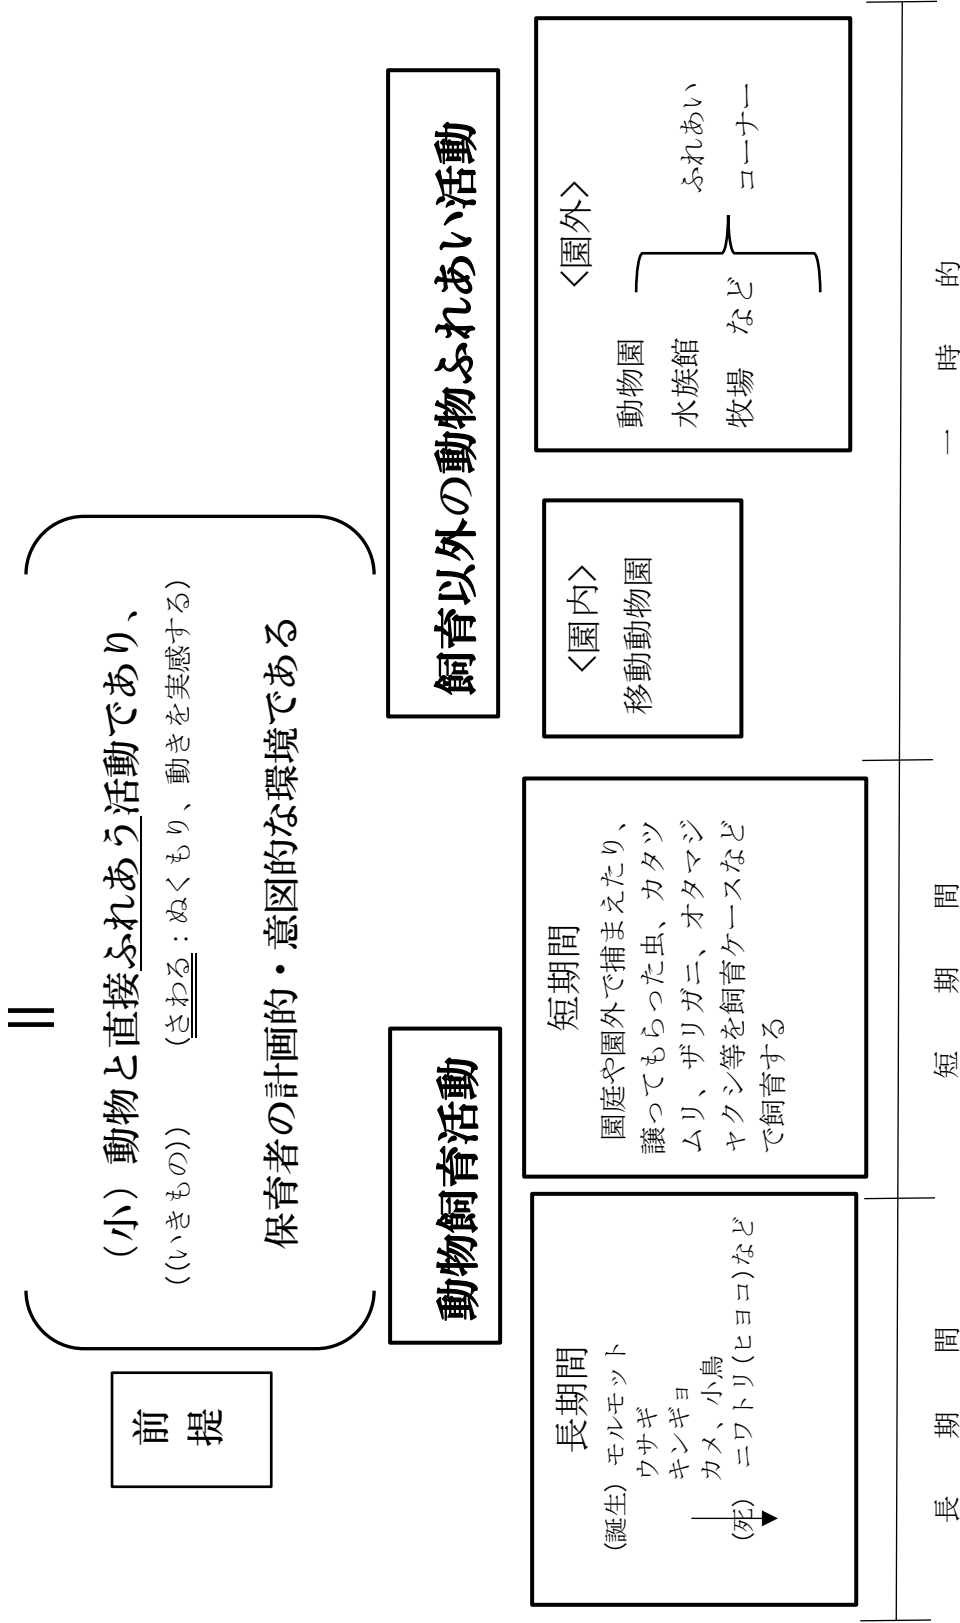 ||
前
提
(小) 動物と直接ふれあう活動であり、
((いきもの)) (さわる：ぬくもり、動きを実感する)
保育者の計画的・意図的な環境である
動物飼育活動
飼育以外の動物ふれあい活動
長期間
(誕生) モルモット
ウサギ
キンギョ
カメ、小鳥
(死) ニワトリ(ヒヨコ)など
短期間
園庭や園外で捕まえたり、
譲ってもらった虫、カタツ
ムリ、ザリガニ、オタマジ
ャクシ等を飼育ケースなど
で飼育する
<園内>
移動動物園
<園外>
動物園
水族館
牧場 など
ふれあい
コーナー
長 期 間
短 期 間
一 時 的